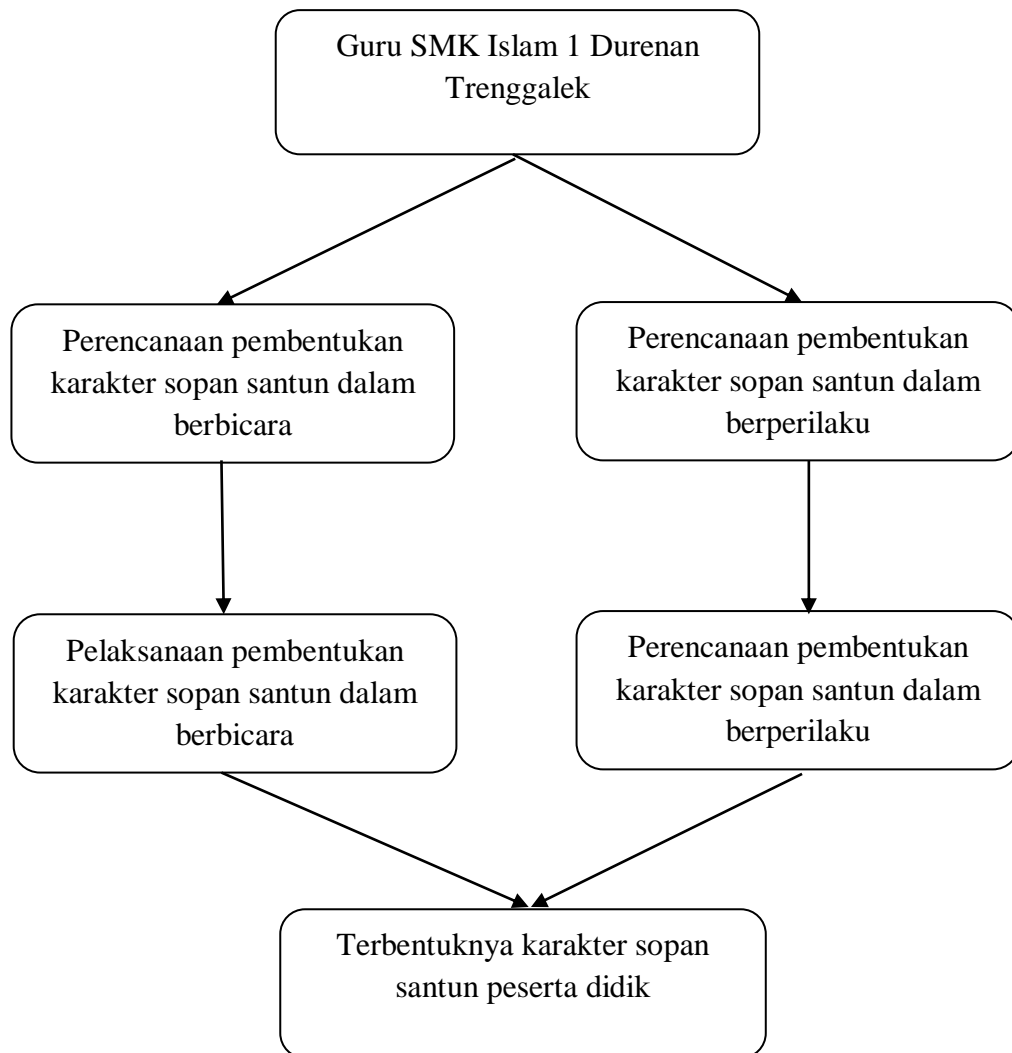 Guru SMK Islam 1 Durenan
Trenggalek
Perencanaan pembentukan
karakter sopan santun dalam
berbicara
Perencanaan pembentukan
karakter sopan santun dalam
berperilaku
Pelaksanaan pembentukan
karakter sopan santun dalam
berbicara
Perencanaan pembentukan
karakter sopan santun dalam
berperilaku
Terbentuknya karakter sopan
santun peserta didik